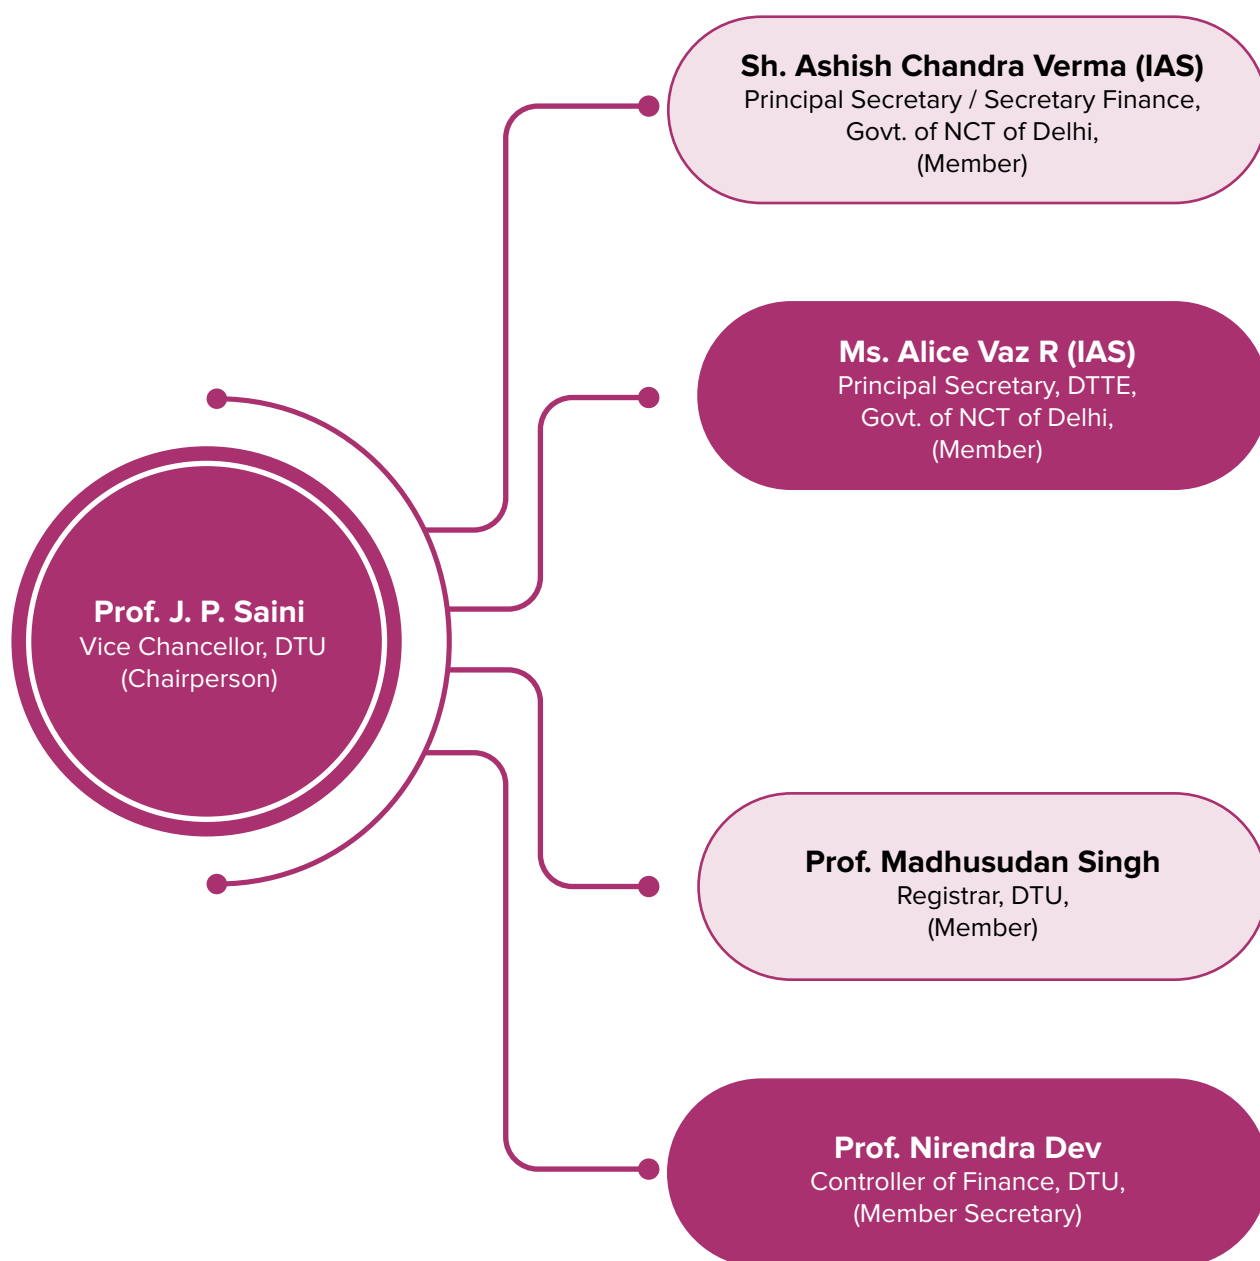 Sh. Ashish Chandra Verma (IAS)
Principal Secretary / Secretary Finance,
Govt. of NCT of Delhi,
(Member)
Ms. Alice Vaz R (IAS)
Principal Secretary, DTTE,
Govt. of NCT of Delhi,
(Member)
Prof. J. P. Saini
Vice Chancellor, DTU
(Chairperson)
Prof. Madhusudan Singh
Registrar, DTU,
(Member)
Prof. Nirendra Dev
Controller of Finance, DTU,
(Member Secretary)